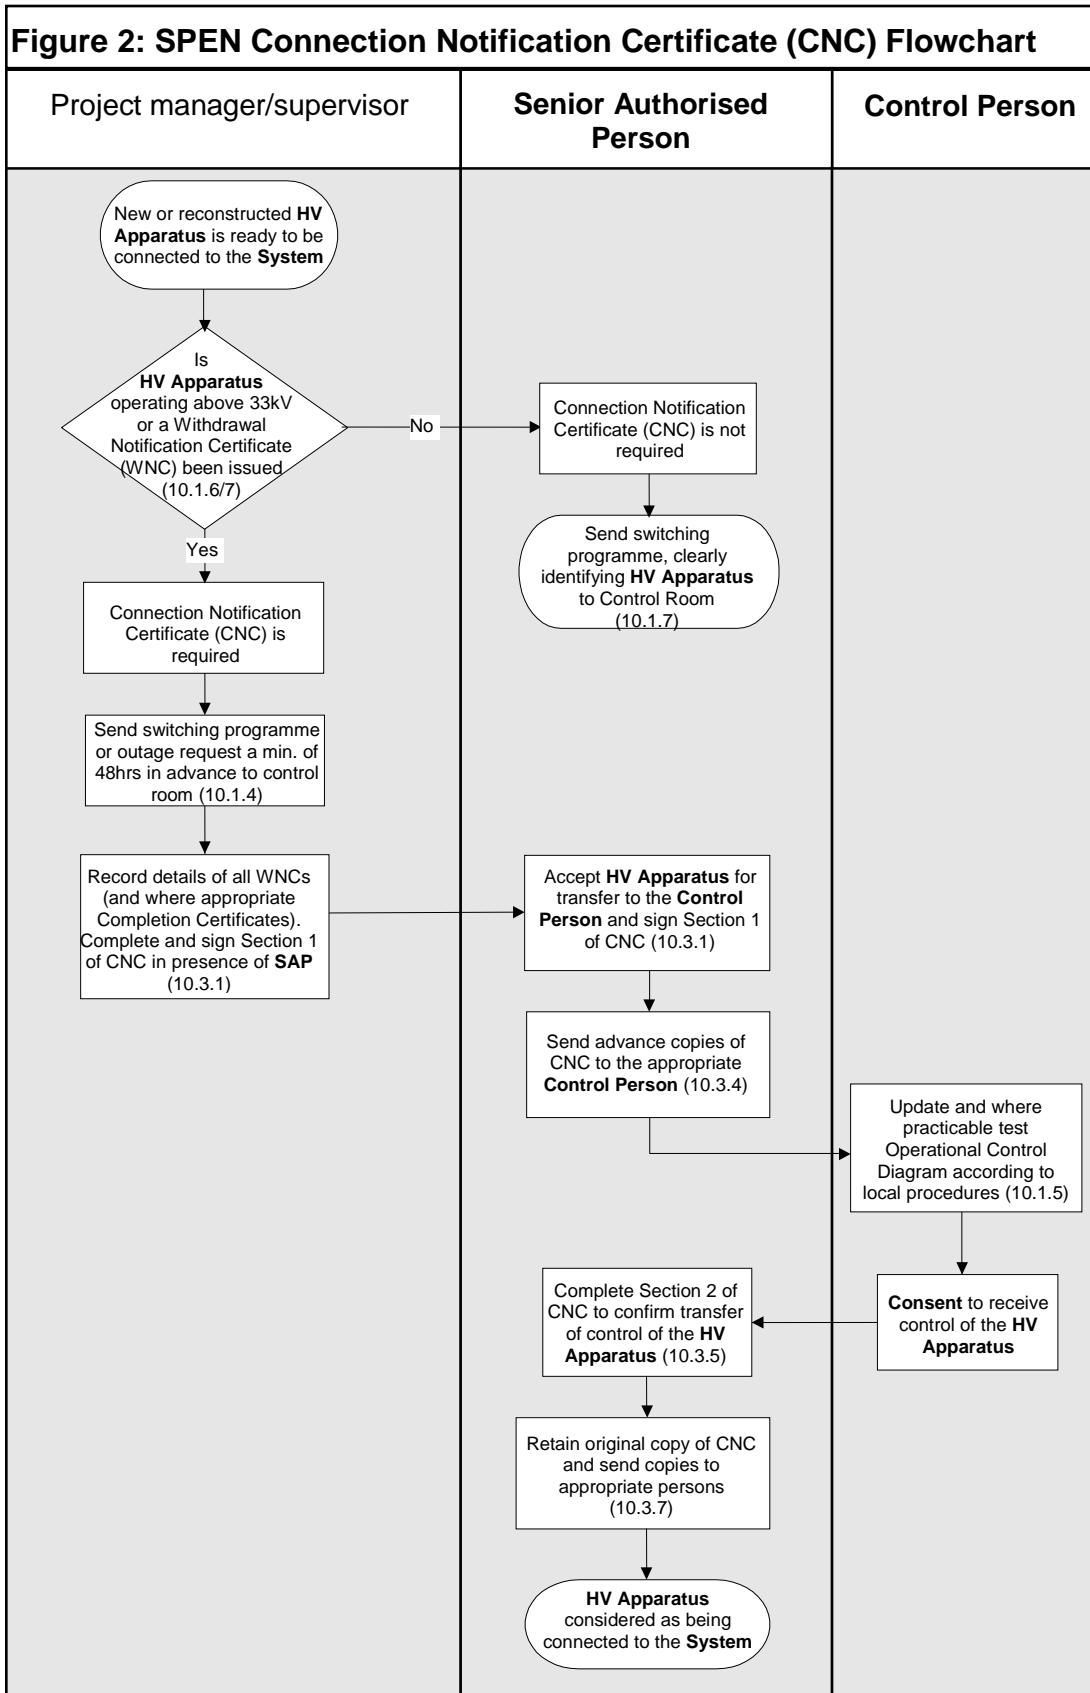 Figure 2: SPEN Connection Notification Certificate (CNC) Flowchart
Project manager/supervisor
Senior Authorised
Person
Control Person
New or reconstructed HV
Apparatus is ready to be
connected to the System
Is
HV Apparatus
operating above 33kV
or a Withdrawal
Notification Certificate
(WNC) been issued
(10.1.6/7)
No
Connection Notification
Certificate (CNC) is not
required
Send switching
programme, clearly
identifying HV Apparatus
to Control Room
(10.1.7)
Yes
Connection Notification
Certificate (CNC) is
required
Send switching programme
or outage request a min. of
48hrs in advance to control
room (10.1.4)
Record details of all WNCs
(and where appropriate
Completion Certificates).
Complete and sign Section 1
of CNC in presence of SAP
(10.3.1)
Accept HV Apparatus for
transfer to the Control
Person and sign Section 1
of CNC (10.3.1)
Send advance copies of
CNC to the appropriate
Control Person (10.3.4)
Update and where
practicable test
Operational Control
Diagram according to
local procedures (10.1.5)
Consent to receive
control of the HV
Apparatus
Complete Section 2 of
CNC to confirm transfer
of control of the HV
Apparatus (10.3.5)
Retain original copy of CNC
and send copies to
appropriate persons
(10.3.7)
HV Apparatus
considered as being
connected to the System